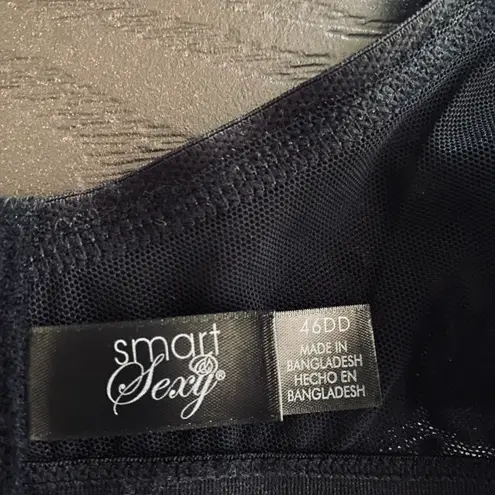 smart
& Sexy®
46DD
MADE IN
BANGLADESH
HECHO EN
BANGLADESH